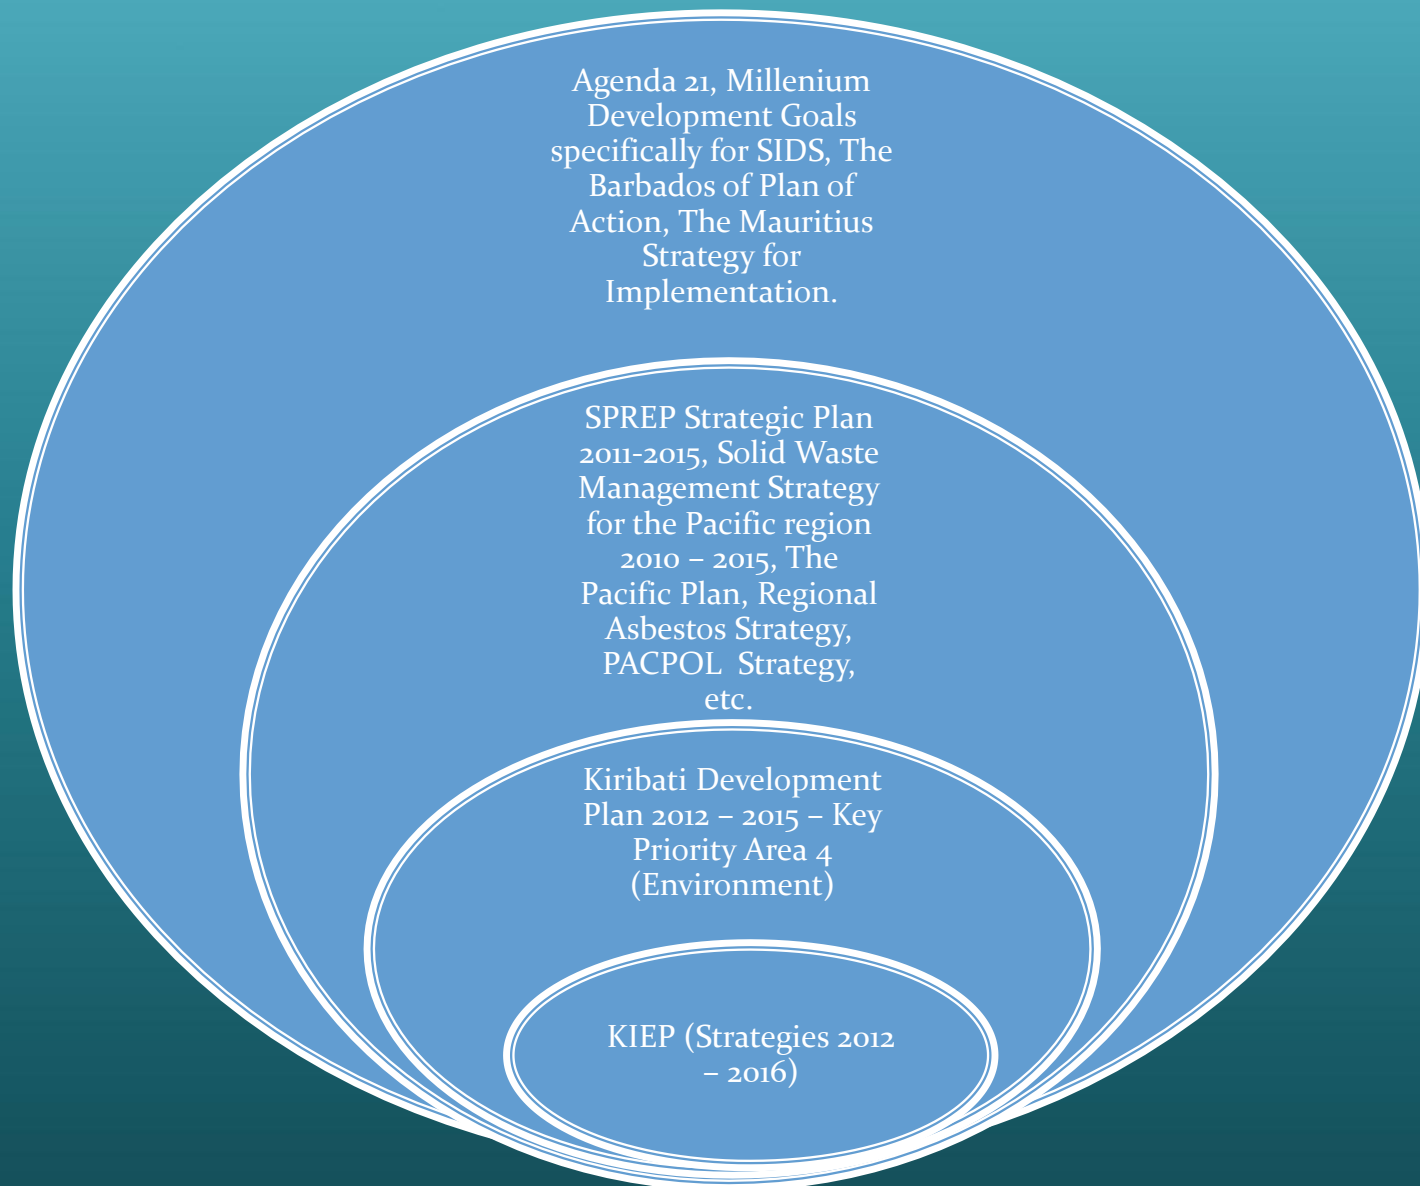 Agenda 21, Millenium
Development Goals
specifically for SIDS, The
Barbados of Plan of
Action, The Mauritius
Strategy for
Implementation.
SPREP Strategic Plan
2011-2015, Solid Waste
Management Strategy
for the Pacific region
2010 – 2015, The
Pacific Plan, Regional
Asbestos Strategy,
PACPOL  Strategy,
etc.
Kiribati Development
Plan 2012 – 2015 – Key
Priority Area 4
(Environment)
KIEP (Strategies 2012
– 2016)